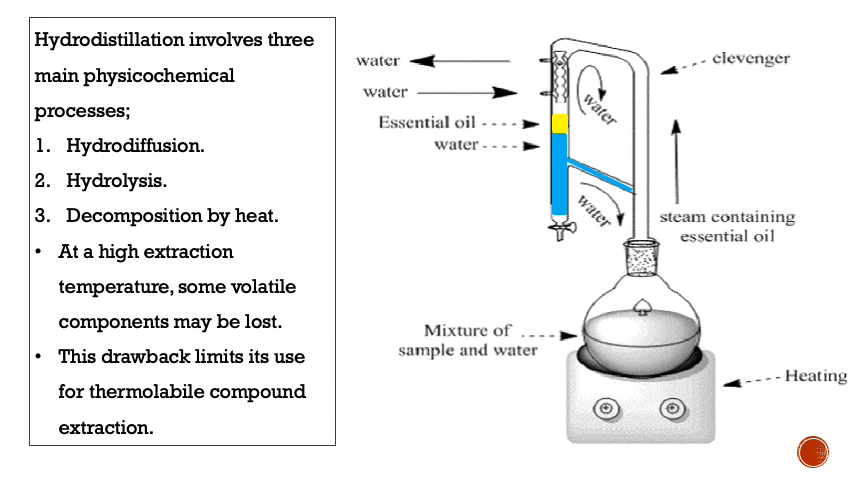 Hydrodistillation involves three
main physicochemical
processes;
1. Hydrodiffusion.
2. Hydrolysis.
3. Decomposition by heat.
• At a high extraction
temperature, some volatile
components may be lost.
• This drawback limits its use
for thermolabile compound
extraction.
water
water
Essential oil
water
water
water
clevenger
steam containing
essential oil
Mixture of
sample and water
Heating